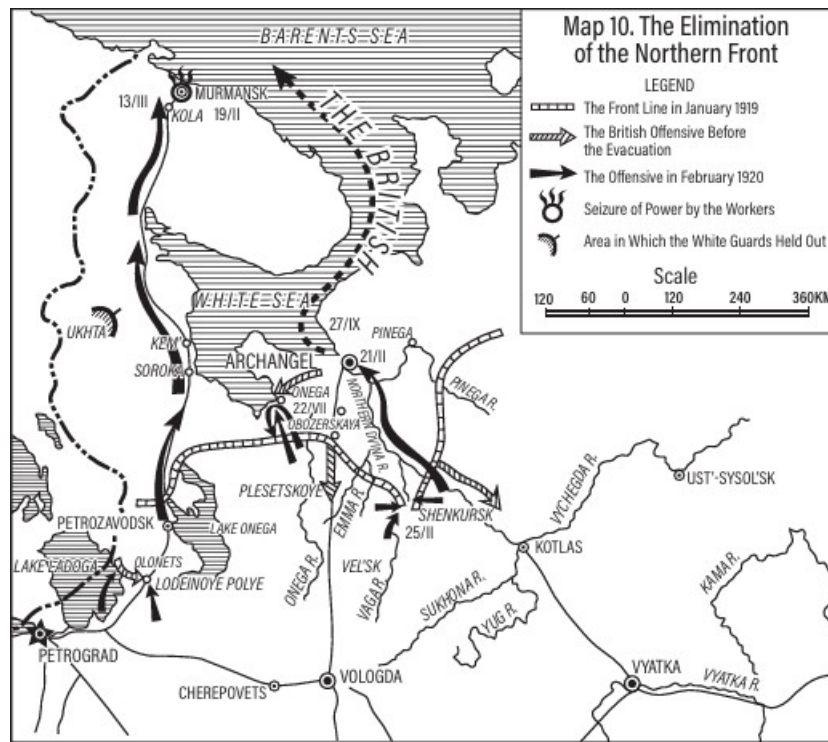 Map 10. The Elimination
of the Northern Front
LEGEND
The Front Line in January 1919
The British Offensive Before
the Evacuation
The Offensive in February 1920
Seizure of Power by the Workers
Area in Which the White Guards Held Out
Scale
120 60 0 120 240 360KM
BARENTS SEA
MURMANSK
13/III
KOLA 19/II
THE BRITISH
WHITE SEA
27/IX
PINEGA
UKHTA
KEM'
ARCHANGEL
21/II
SOROKA
ONEGA
22/VII
NORTHERN DVINA R.
PINEGA R.
OBOZERSKAYA
VYCHEGDA R.
UST'-SYSOL'SK
PLESETSKOYE
EMMA R.
SHENKURSK
25/II
PETROZAVODSK
LAKE ONEGA
KOTLAS
OLONETS
LAKE LADOGA
LODEINOYE POLYE
ONEGA R.
VEL'SK
VAGA R.
SUKHONA R.
YUG R.
KAMA R.
PETROGRAD
CHEREPOVETS
VOLOGDA
VYATKA
VYATKA R.